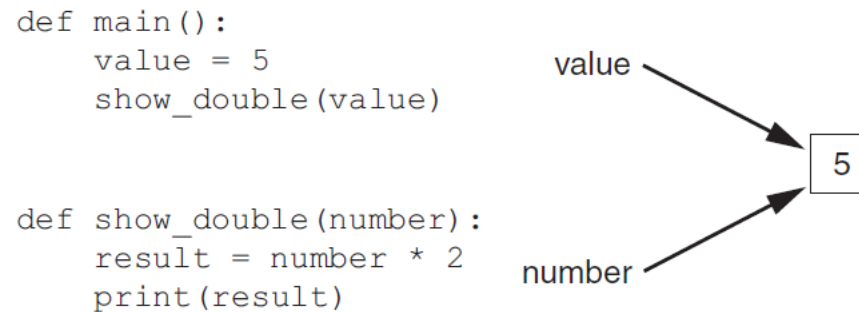 def main():
    value = 5
    show_double(value)
def show_double(number):
    result = number * 2
    print(result)
value
number
5